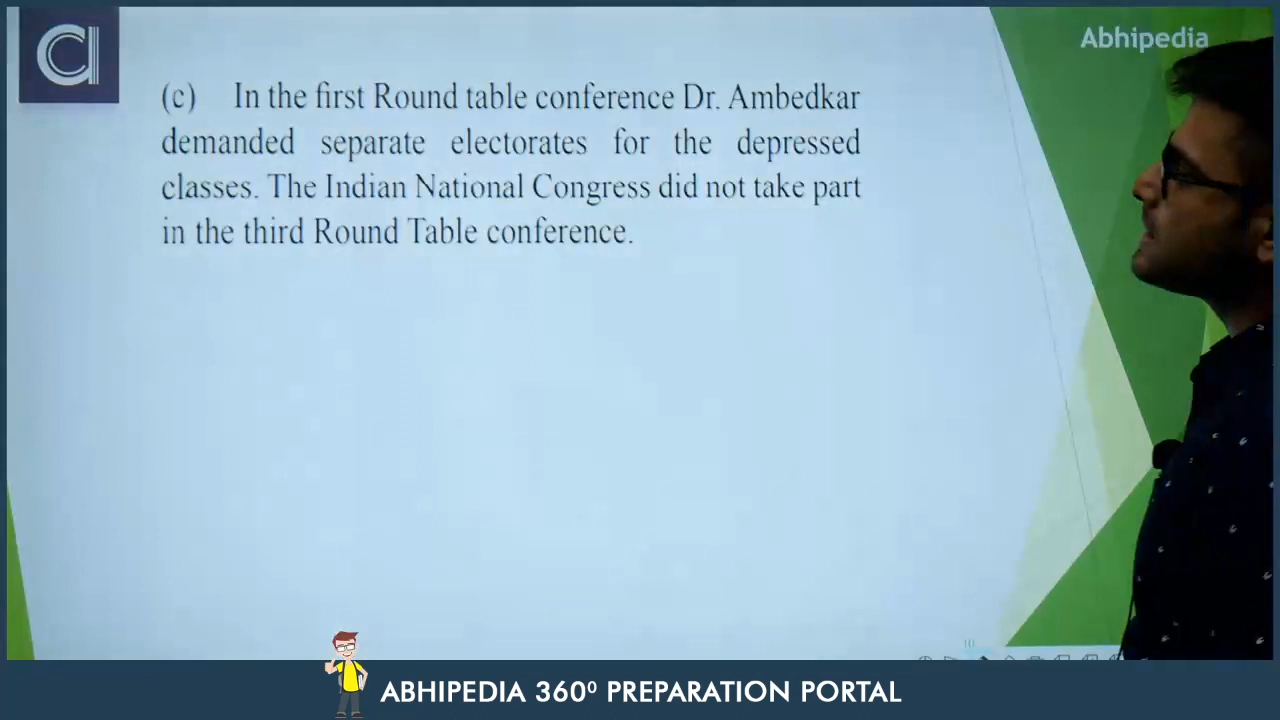 Abhipedia
(c) In the first Round table conference Dr. Ambedkar
demanded separate electorates for the depressed
classes. The Indian National Congress did not take part
in the third Round Table conference.
10
ABHIPEDIA 360⁰ PREPARATION PORTAL